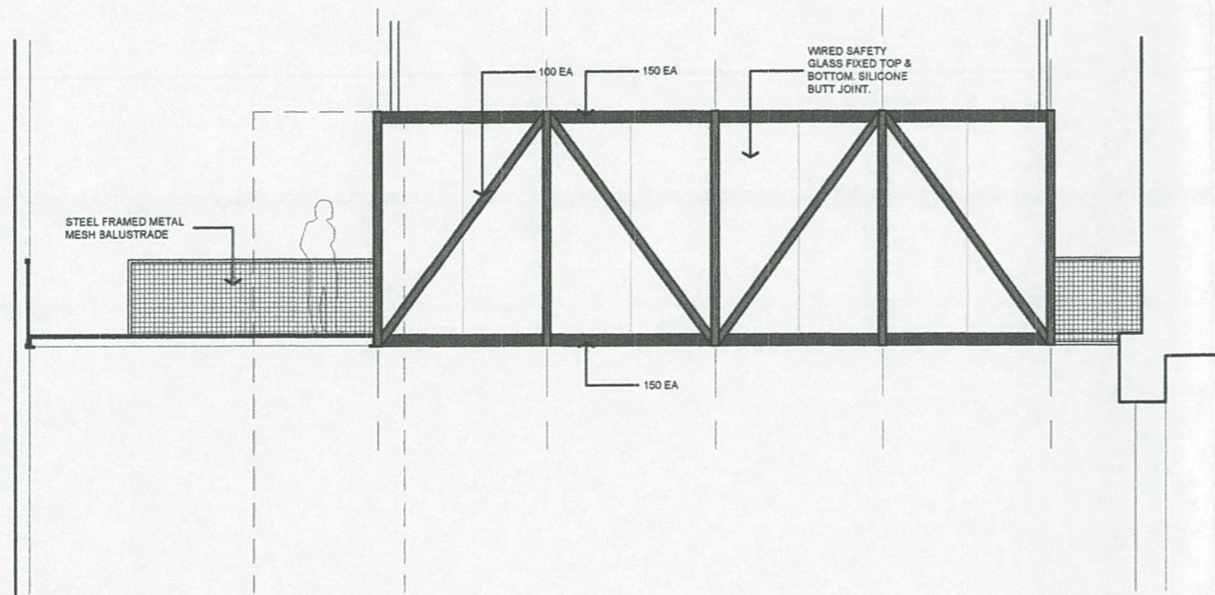 100 EA
150 EA
WIRED SAFETY
GLASS FIXED TOP &
BOTTOM. SILICONE
BUTT JOINT.
STEEL FRAMED METAL
MESH BALUSTRADE
150 EA